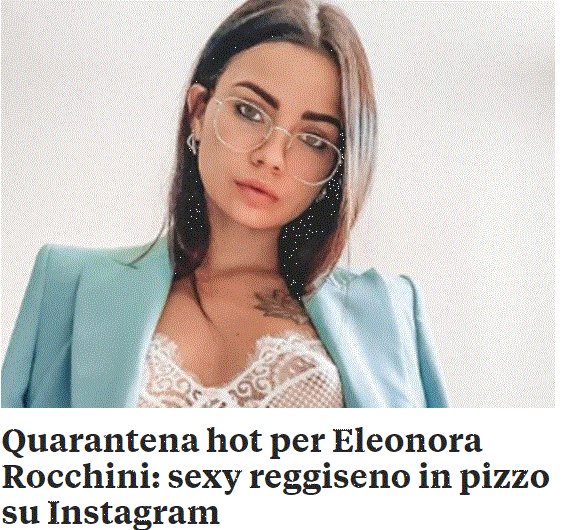 Quarantena hot per Eleonora
Rocchini: sexy reggiseno in pizzo
su Instagram